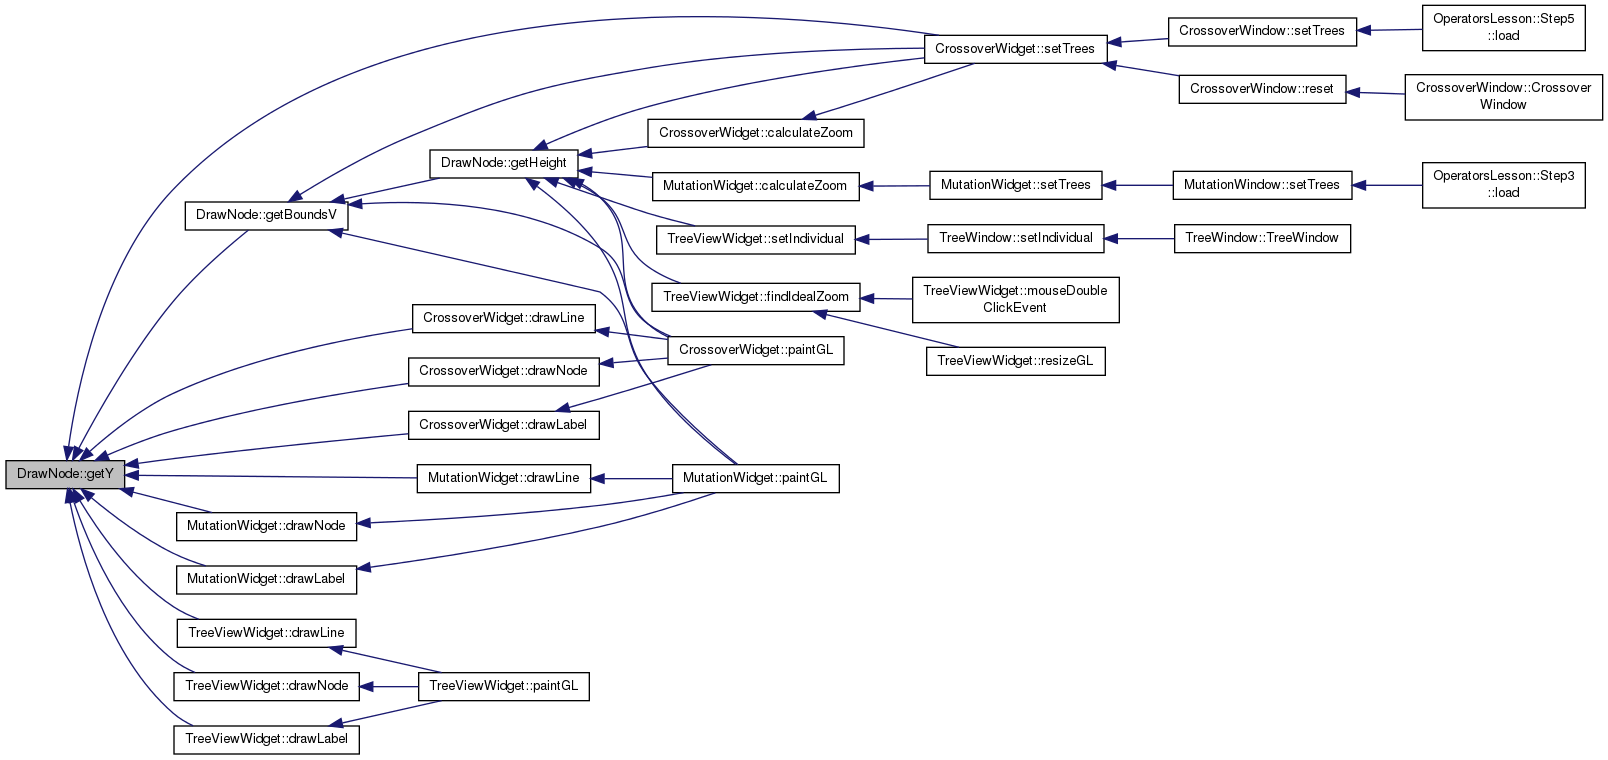 OperatorsLesson::Step5
::load
CrossoverWindow::setTrees
CrossoverWidget::setTrees
CrossoverWindow::reset
CrossoverWindow::Crossover
Window
CrossoverWidget::calculateZoom
DrawNode::getHeight
MutationWidget::calculateZoom
MutationWidget::setTrees
MutationWindow::setTrees
OperatorsLesson::Step3
::load
DrawNode::getBoundsV
TreeViewWidget::setIndividual
TreeWindow::setIndividual
TreeWindow::TreeWindow
TreeViewWidget::findIdealZoom
TreeViewWidget::mouseDouble
ClickEvent
CrossoverWidget::drawLine
CrossoverWidget::paintGL
TreeViewWidget::resizeGL
CrossoverWidget::drawNode
CrossoverWidget::drawLabel
DrawNode::getY
MutationWidget::drawLine
MutationWidget::paintGL
MutationWidget::drawNode
MutationWidget::drawLabel
TreeViewWidget::drawLine
TreeViewWidget::drawNode
TreeViewWidget::paintGL
TreeViewWidget::drawLabel